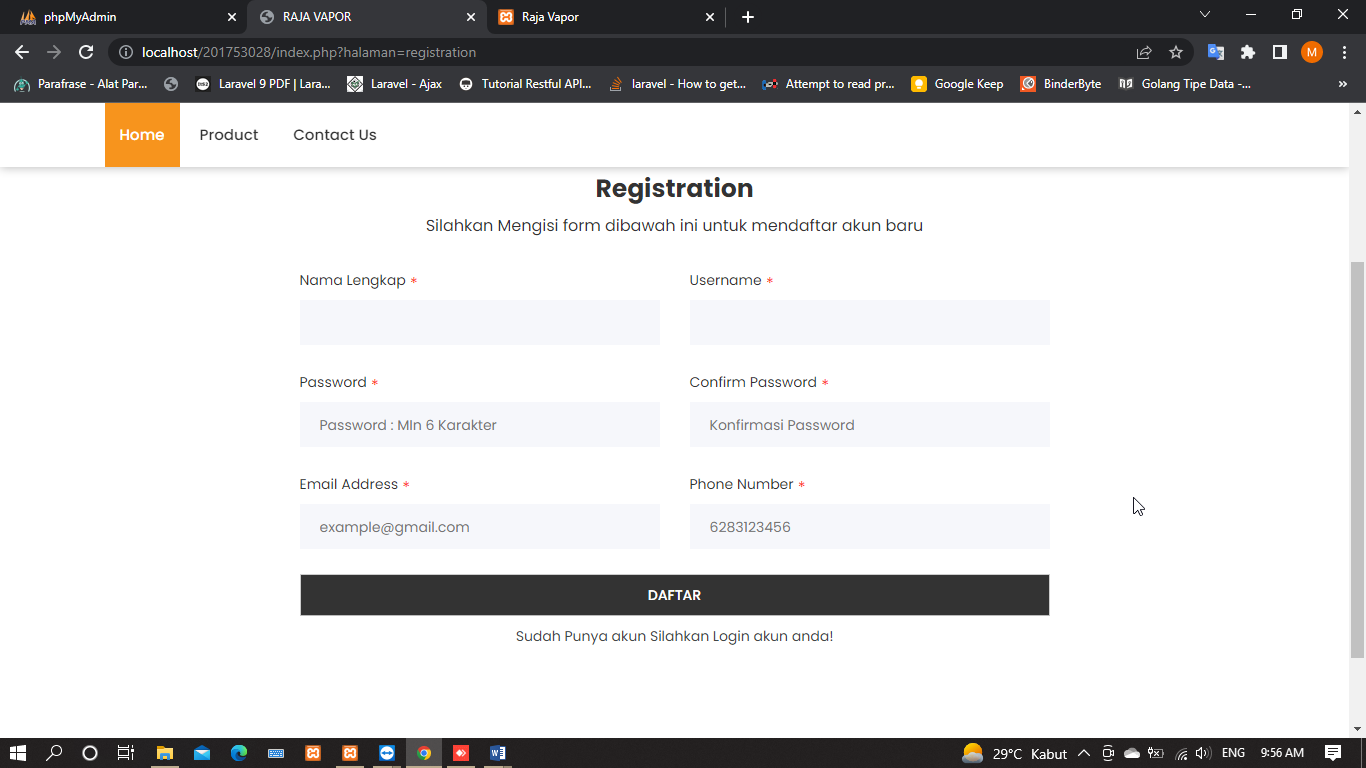 phpMyAdmin RAJA VAPOR Raja Vapor
localhost/201753028/index.php?halaman=registration M
Parafrase - Alat Par... Laravel 9 PDF | Lara... Laravel - Ajax Tutorial Restful API... laravel - How to get... Attempt to read pr... Google Keep BinderByte Golang Tipe Data -... »
Home Product Contact Us
Registration
Silahkan Mengisi form dibawah ini untuk mendaftar akun baru
Nama Lengkap * Username *
Password * Confirm Password *
Password : MIn 6 Karakter Konfirmasi Password
Email Address * Phone Number *
example@gmail.com 6283123456
DAFTAR
Sudah Punya akun Silahkan Login akun anda!
29°C Kabut ENG 9:56 AM